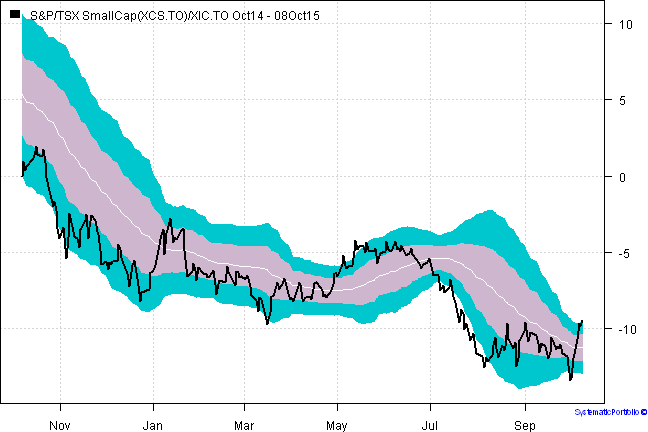 S&P/TSX SmallCap(XCS.TO)/XIC.TO Oct14 - 08Oct15
10
5
0
-5
-10
Nov Jan Mar May Jul Sep
SystematicPortfolio ©